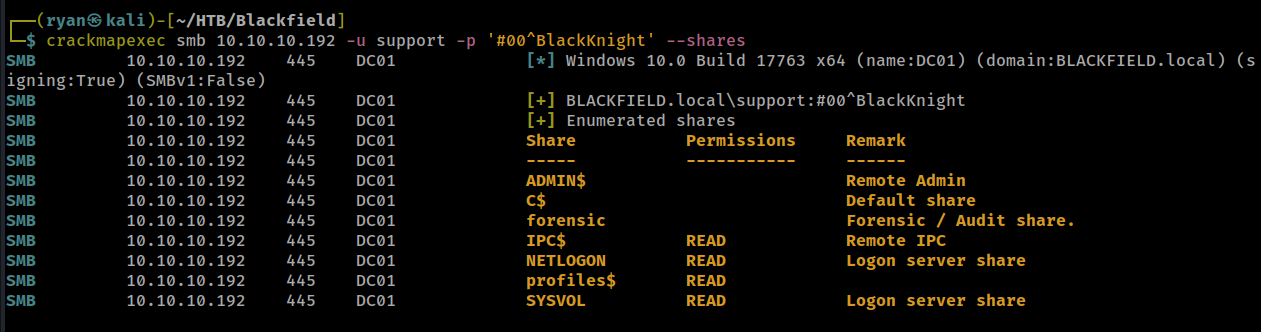 ┌──(ryan㉿kali)-[~/HTB/Blackfield]
└─$ crackmapexec smb 10.10.10.192 -u support -p '#00^BlackKnight' --shares
SMB 10.10.10.192 445 DC01 [*] Windows 10.0 Build 17763 x64 (name:DC01) (domain:BLACKFIELD.local) (s
igning:True) (SMBv1:False)
SMB 10.10.10.192 445 DC01 [+] BLACKFIELD.local\support:#00^BlackKnight
SMB 10.10.10.192 445 DC01 [+] Enumerated shares
SMB 10.10.10.192 445 DC01 Share Permissions Remark
SMB 10.10.10.192 445 DC01 ----- ----------- ------
SMB 10.10.10.192 445 DC01 ADMIN$ Remote Admin
SMB 10.10.10.192 445 DC01 C$ Default share
SMB 10.10.10.192 445 DC01 forensic Forensic / Audit share.
SMB 10.10.10.192 445 DC01 IPC$ READ Remote IPC
SMB 10.10.10.192 445 DC01 NETLOGON READ Logon server share
SMB 10.10.10.192 445 DC01 profiles$ READ
SMB 10.10.10.192 445 DC01 SYSVOL READ Logon server share